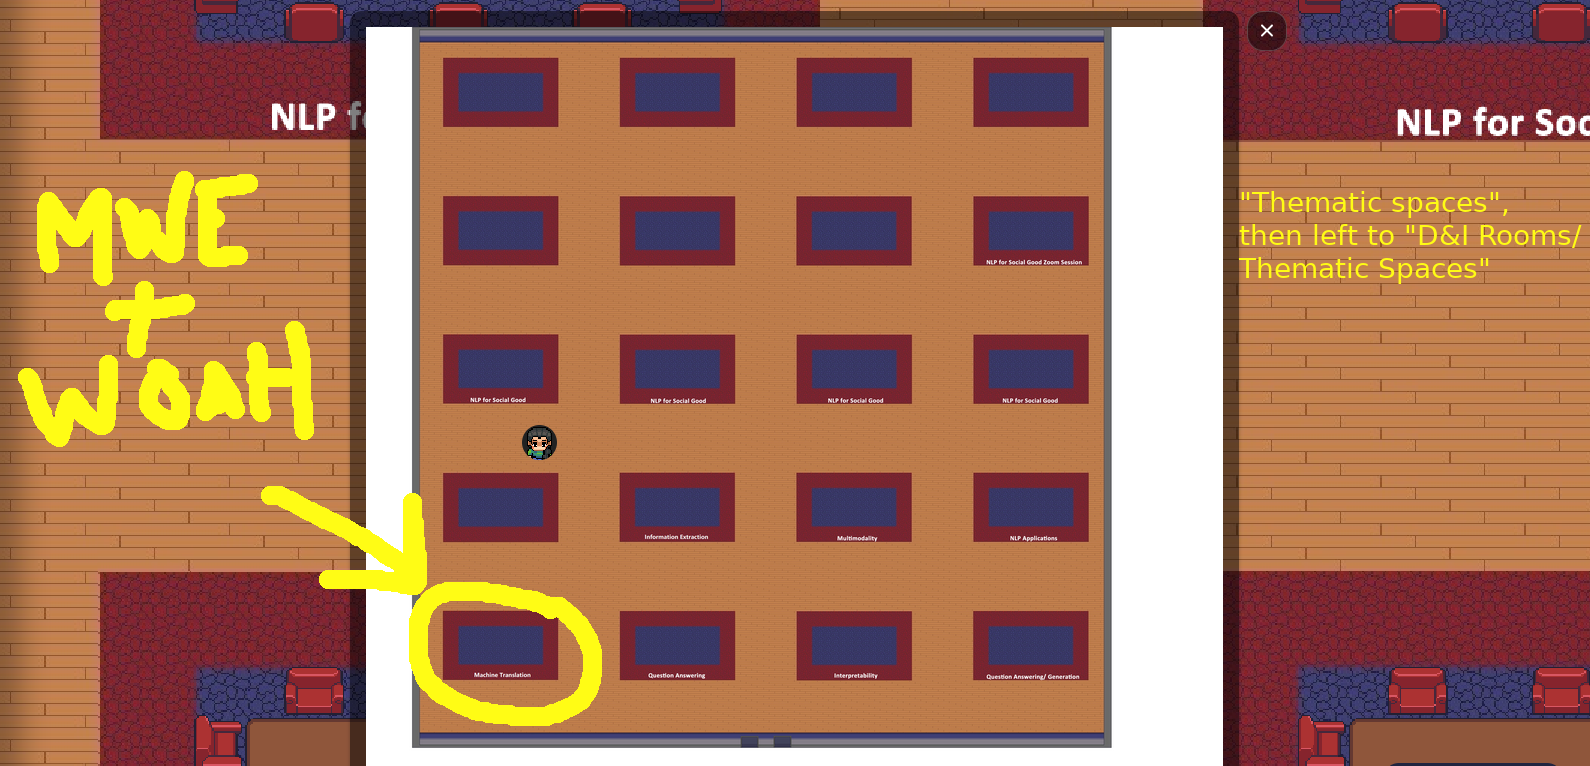 NLP f
NLP for Soc
MWE
+
WOAH
"Thematic spaces",
then left to "D&I Rooms/
Thematic Spaces"
NLP for Social Good Zoom Session
NLP for Social Good
NLP for Social Good
NLP for Social Good
NLP for Social Good
Information Extraction
Multimodality
NLP Applications
Machine Translation
Question Answering
Interpretability
Question Answering/ Generation